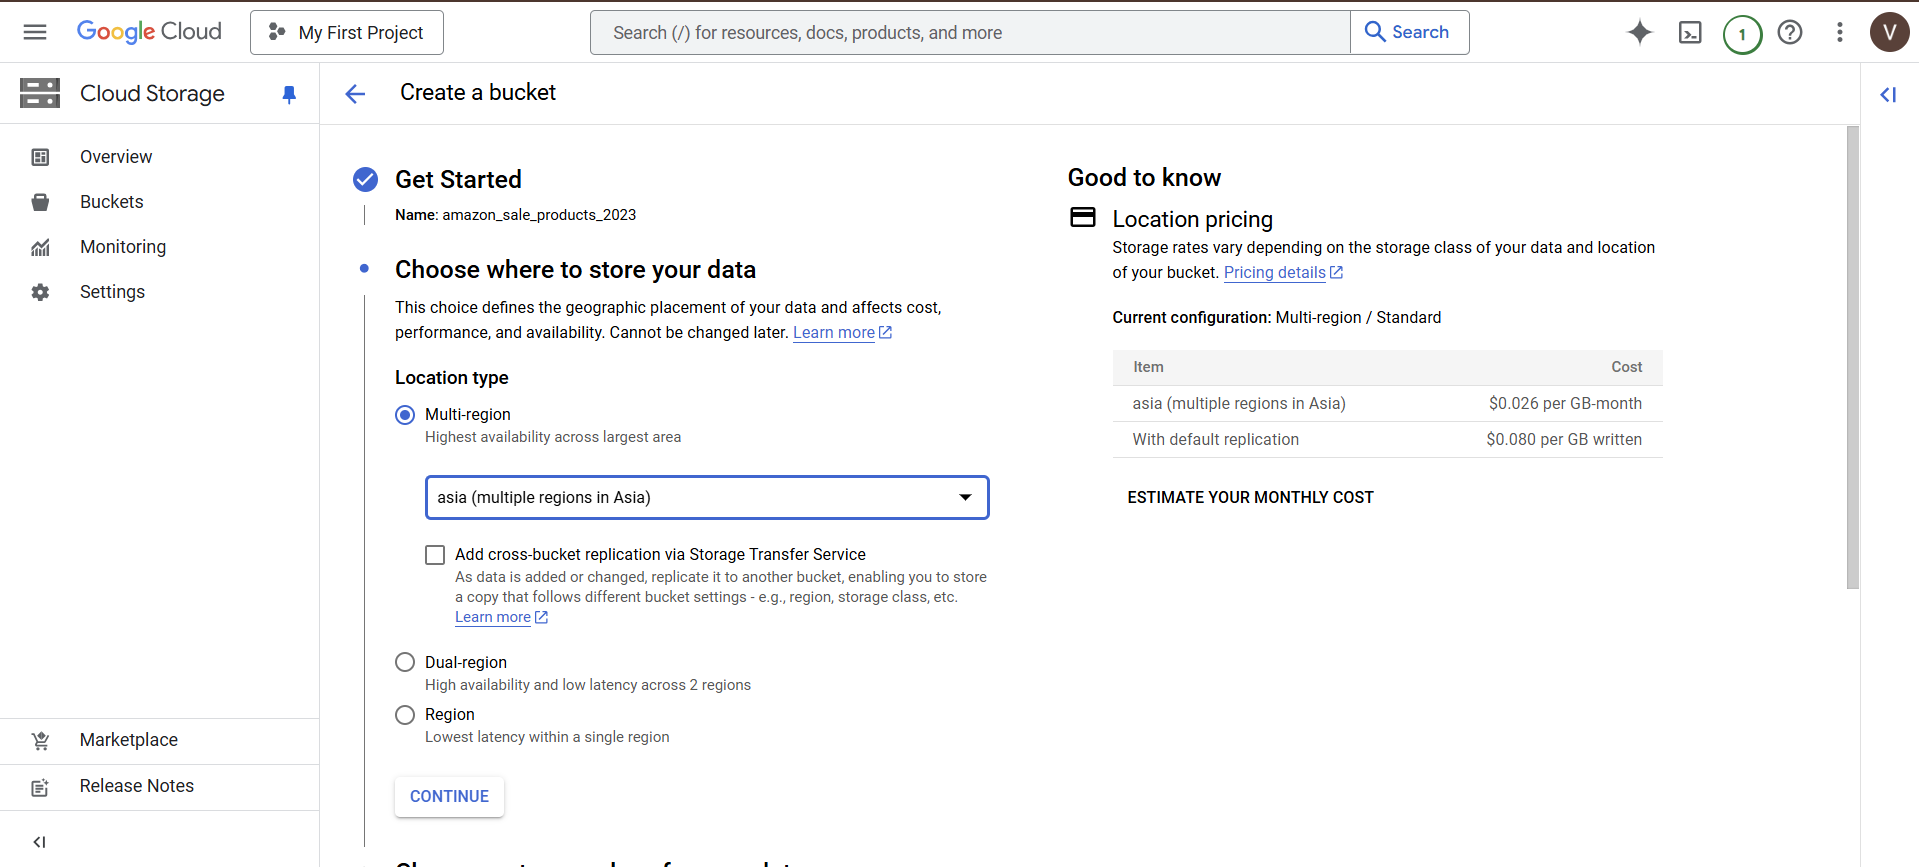 Google Cloud
My First Project
Search (/) for resources, docs, products, and more
Search
1
V
Cloud Storage
Create a bucket
Overview
Buckets
Monitoring
Settings
Marketplace
Release Notes
Get Started
Name: amazon_sale_products_2023
Choose where to store your data
This choice defines the geographic placement of your data and affects cost,
performance, and availability. Cannot be changed later. Learn more
Location type
Multi-region
Highest availability across largest area
asia (multiple regions in Asia)
Add cross-bucket replication via Storage Transfer Service
As data is added or changed, replicate it to another bucket, enabling you to store
a copy that follows different bucket settings - e.g., region, storage class, etc.
Learn more
Dual-region
High availability and low latency across 2 regions
Region
Lowest latency within a single region
CONTINUE
Good to know
Location pricing
Storage rates vary depending on the storage class of your data and location
of your bucket. Pricing details
Current configuration: Multi-region / Standard
Item Cost
asia (multiple regions in Asia) $0.026 per GB-month
With default replication $0.080 per GB written
ESTIMATE YOUR MONTHLY COST